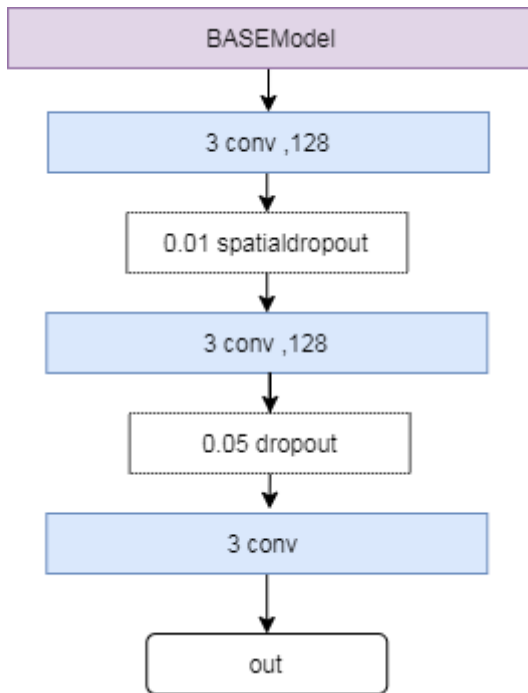 BASEModel
3 conv ,128
0.01 spatialdropout
3 conv ,128
0.05 dropout
3 conv
out